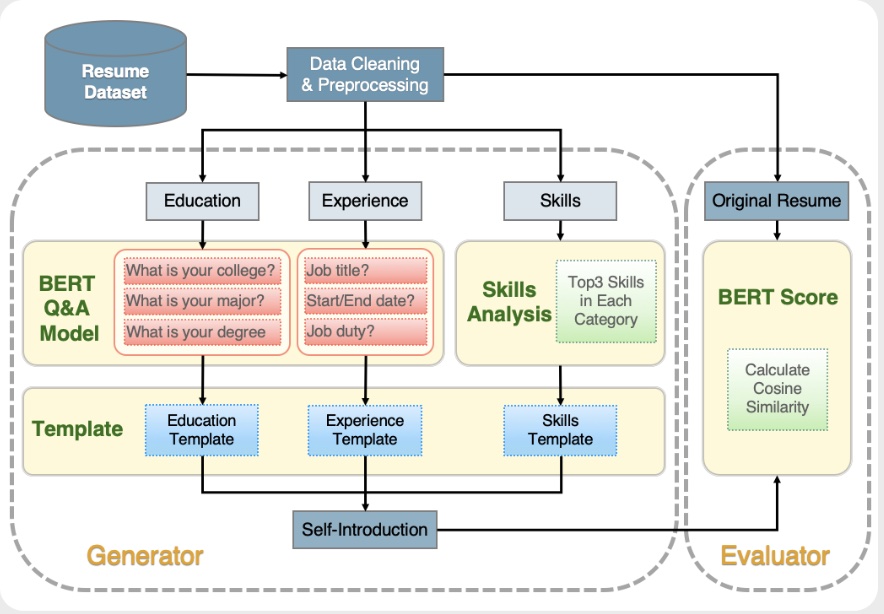 Resume
Dataset
Data Cleaning
& Preprocessing
Education
Experience
Skills
Original Resume
BERT
Q&A
Model
What is your college?
What is your major?
What is your degree
Job title?
Start/End date?
Job duty?
Skills
Analysis
Top3 Skills
in Each
Category
BERT Score
Calculate
Cosine
Similarity
Template
Education
Template
Experience
Template
Skills
Template
Self-Introduction
Generator
Evaluator